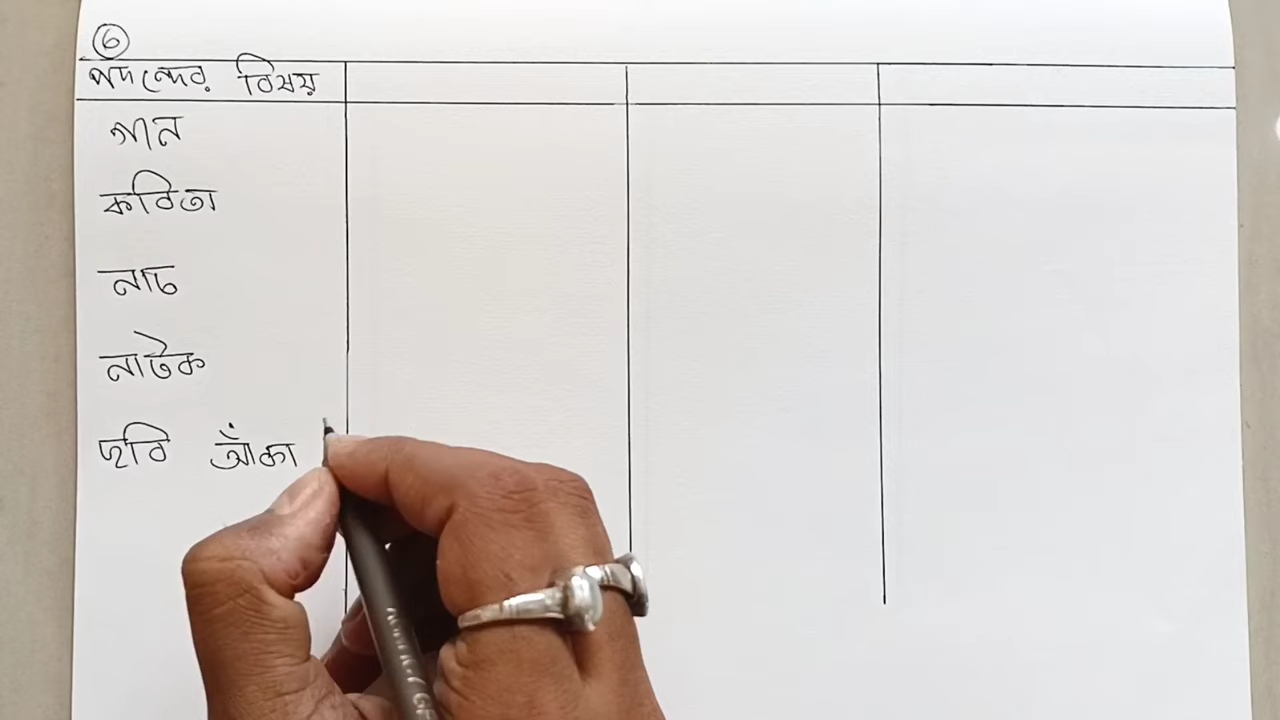 ৬
পছন্দের বিষয়
গান
কবিতা
নাচ
নাটক
ছবি আঁকা